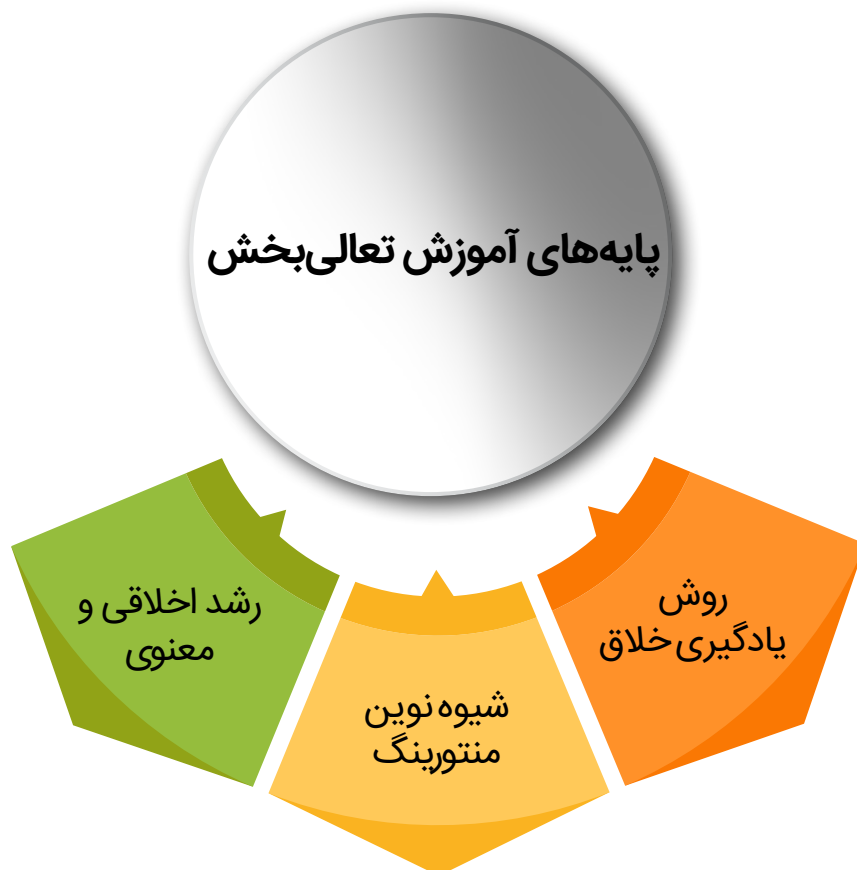 پایه‌های آموزش تعالی‌بخش
روش
یادگیری خلاق
شیوه نوین
منتورینگ
رشد اخلاقی و
معنوی